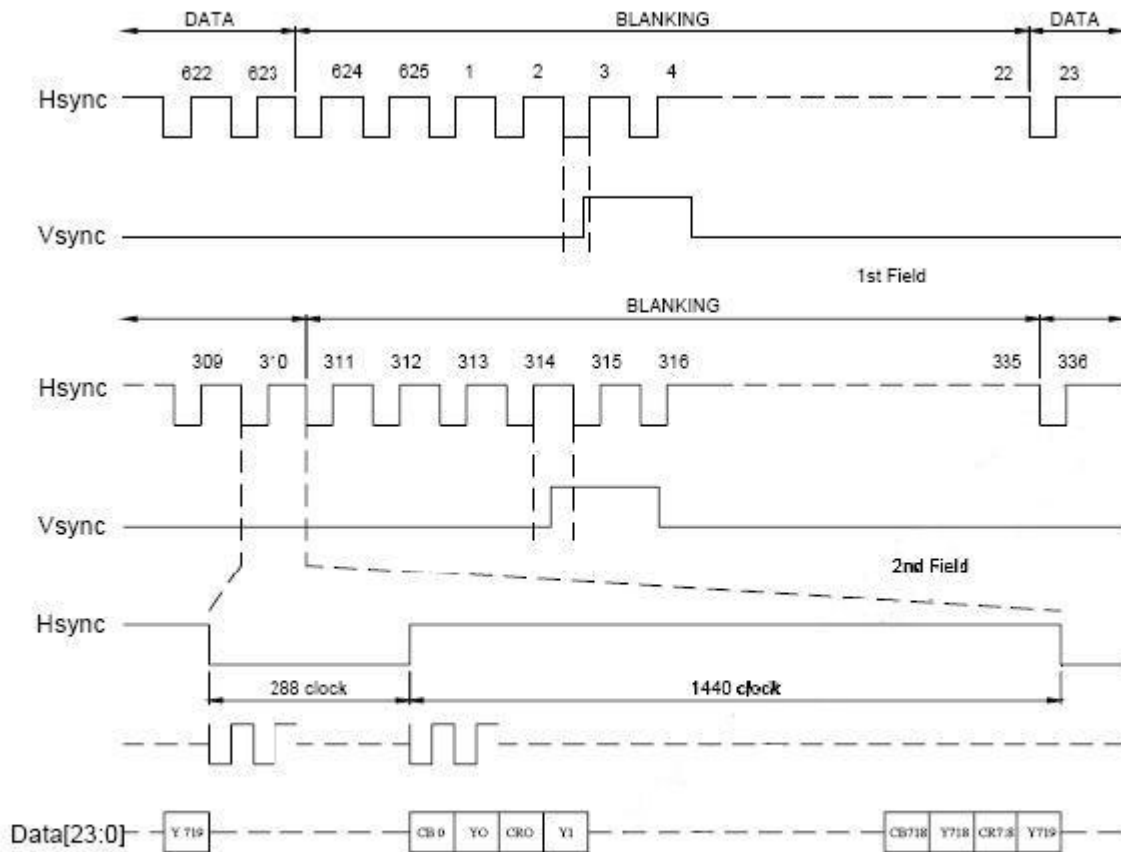 DATA BLANKING DATA
622 623 624 625 1 2 3 4 22 23
Hsync
Vsync
1st Field
BLANKING
309 310 311 312 313 314 315 316 335 336
Hsync
Vsync
2nd Field
Hsync
288 clock 1440 clock
Data[23:0] Y 719 CB 0 Y0 CR0 Y1 CB718 Y718 CR718 Y719